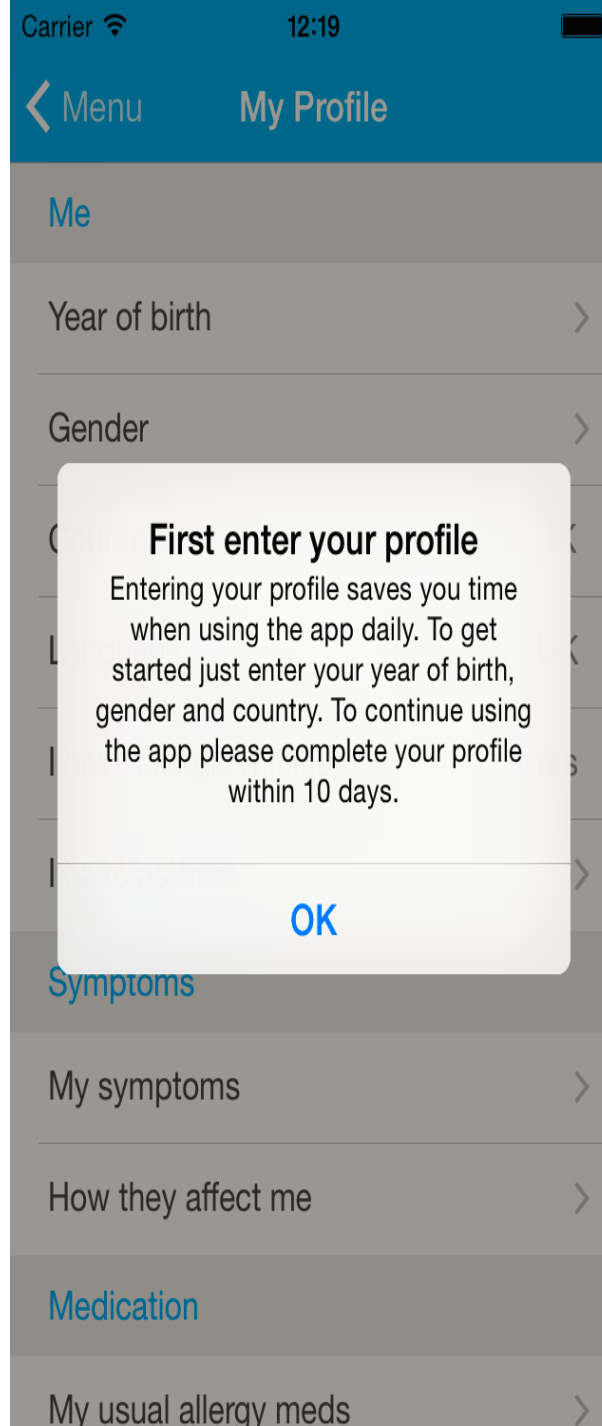 Carrier 12:19
Menu My Profile
Me
Year of birth
Gender
First enter your profile
Entering your profile saves you time
when using the app daily. To get
started just enter your year of birth,
gender and country. To continue using
the app please complete your profile
within 10 days.
I have asthma
OK
Symptoms
My symptoms
How they affect me
Medication
My usual allergy meds